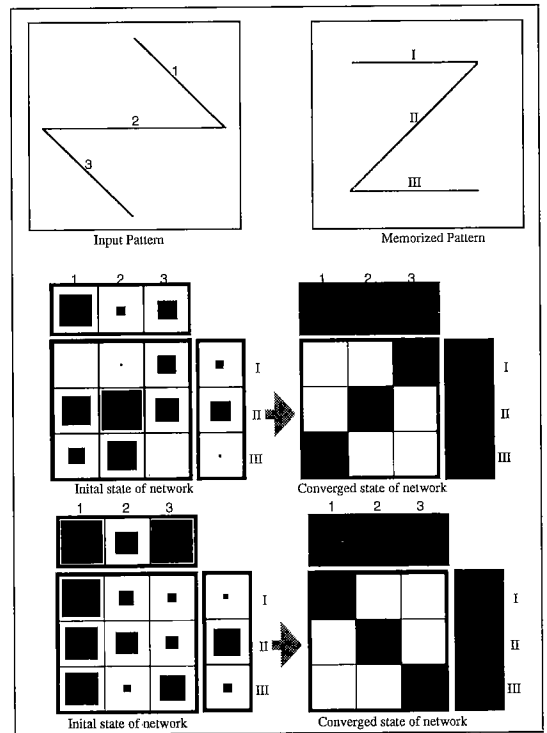 1
2
3
Input Pattern
I
II
III
Memorized Pattern
1 2 3
I
II
III
Inital state of network
1 2 3
I
II
III
Converged state of network
1 2 3
I
II
III
Inital state of network
1 2 3
I
II
III
Converged state of network